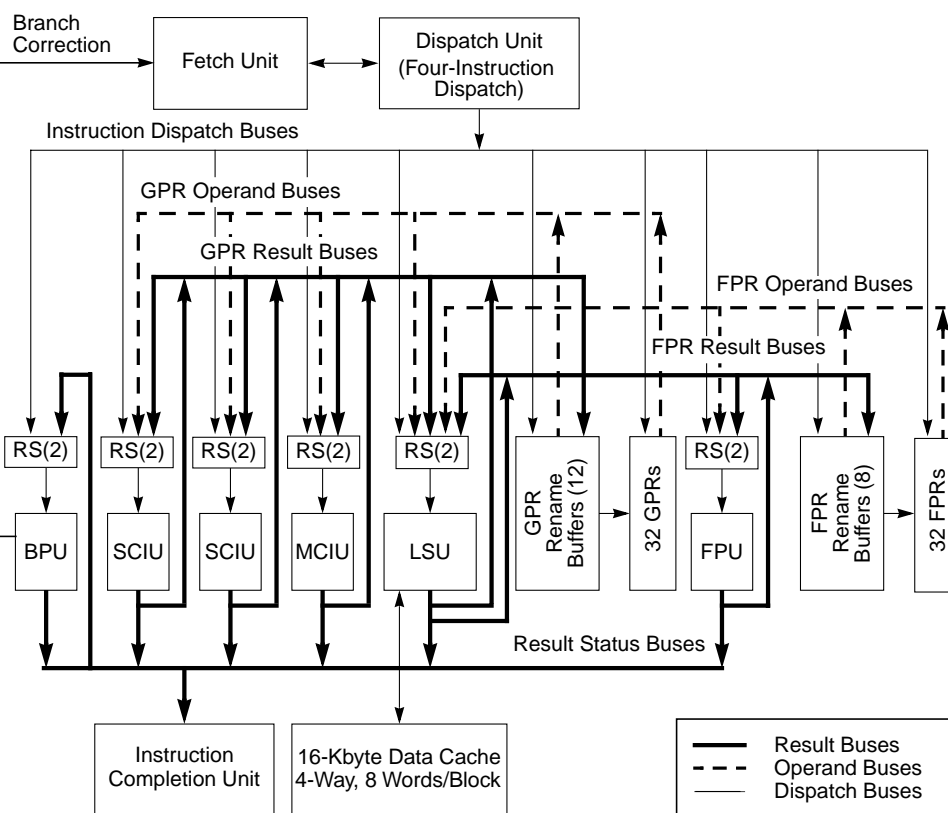 Branch
Correction
Fetch Unit
Dispatch Unit
(Four-Instruction
Dispatch)
Instruction Dispatch Buses
GPR Operand Buses
GPR Result Buses
FPR Operand Buses
FPR Result Buses
RS(2)
RS(2)
RS(2)
RS(2)
RS(2)
RS(2)
BPU
SCIU
SCIU
MCIU
LSU
GPR
Rename
Buffers (12)
32 GPRs
FPU
FPR
Rename
Buffers (8)
32 FPRs
Result Status Buses
Instruction
Completion Unit
16-Kbyte Data Cache
4-Way, 8 Words/Block
Result Buses
Operand Buses
Dispatch Buses